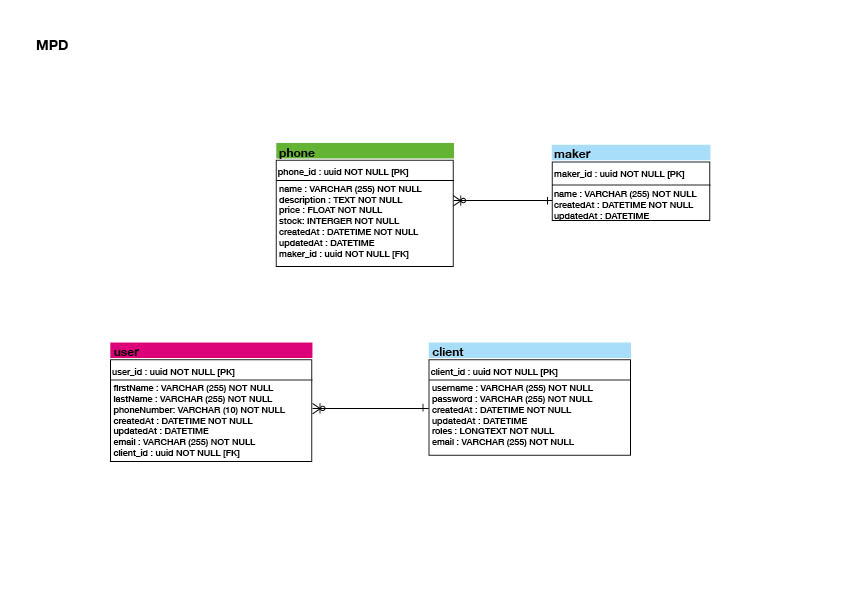 MPD
phone
phone_id : uuid NOT NULL [PK]
name : VARCHAR (255) NOT NULL
description : TEXT NOT NULL
price : FLOAT NOT NULL
stock: INTERGER NOT NULL
createdAt : DATETIME NOT NULL
updatedAt : DATETIME
maker_id : uuid NOT NULL [FK]
maker
maker_id : uuid NOT NULL [PK]
name : VARCHAR (255) NOT NULL
createdAt : DATETIME NOT NULL
updatedAt : DATETIME
user
user_id : uuid NOT NULL [PK]
firstName : VARCHAR (255) NOT NULL
lastName : VARCHAR (255) NOT NULL
phoneNumber: VARCHAR (10) NOT NULL
createdAt : DATETIME NOT NULL
updatedAt : DATETIME
email : VARCHAR (255) NOT NULL
client_id : uuid NOT NULL [FK]
client
client_id : uuid NOT NULL [PK]
username : VARCHAR (255) NOT NULL
password : VARCHAR (255) NOT NULL
createdAt : DATETIME NOT NULL
updatedAt : DATETIME
roles : LONGTEXT NOT NULL
email : VARCHAR (255) NOT NULL